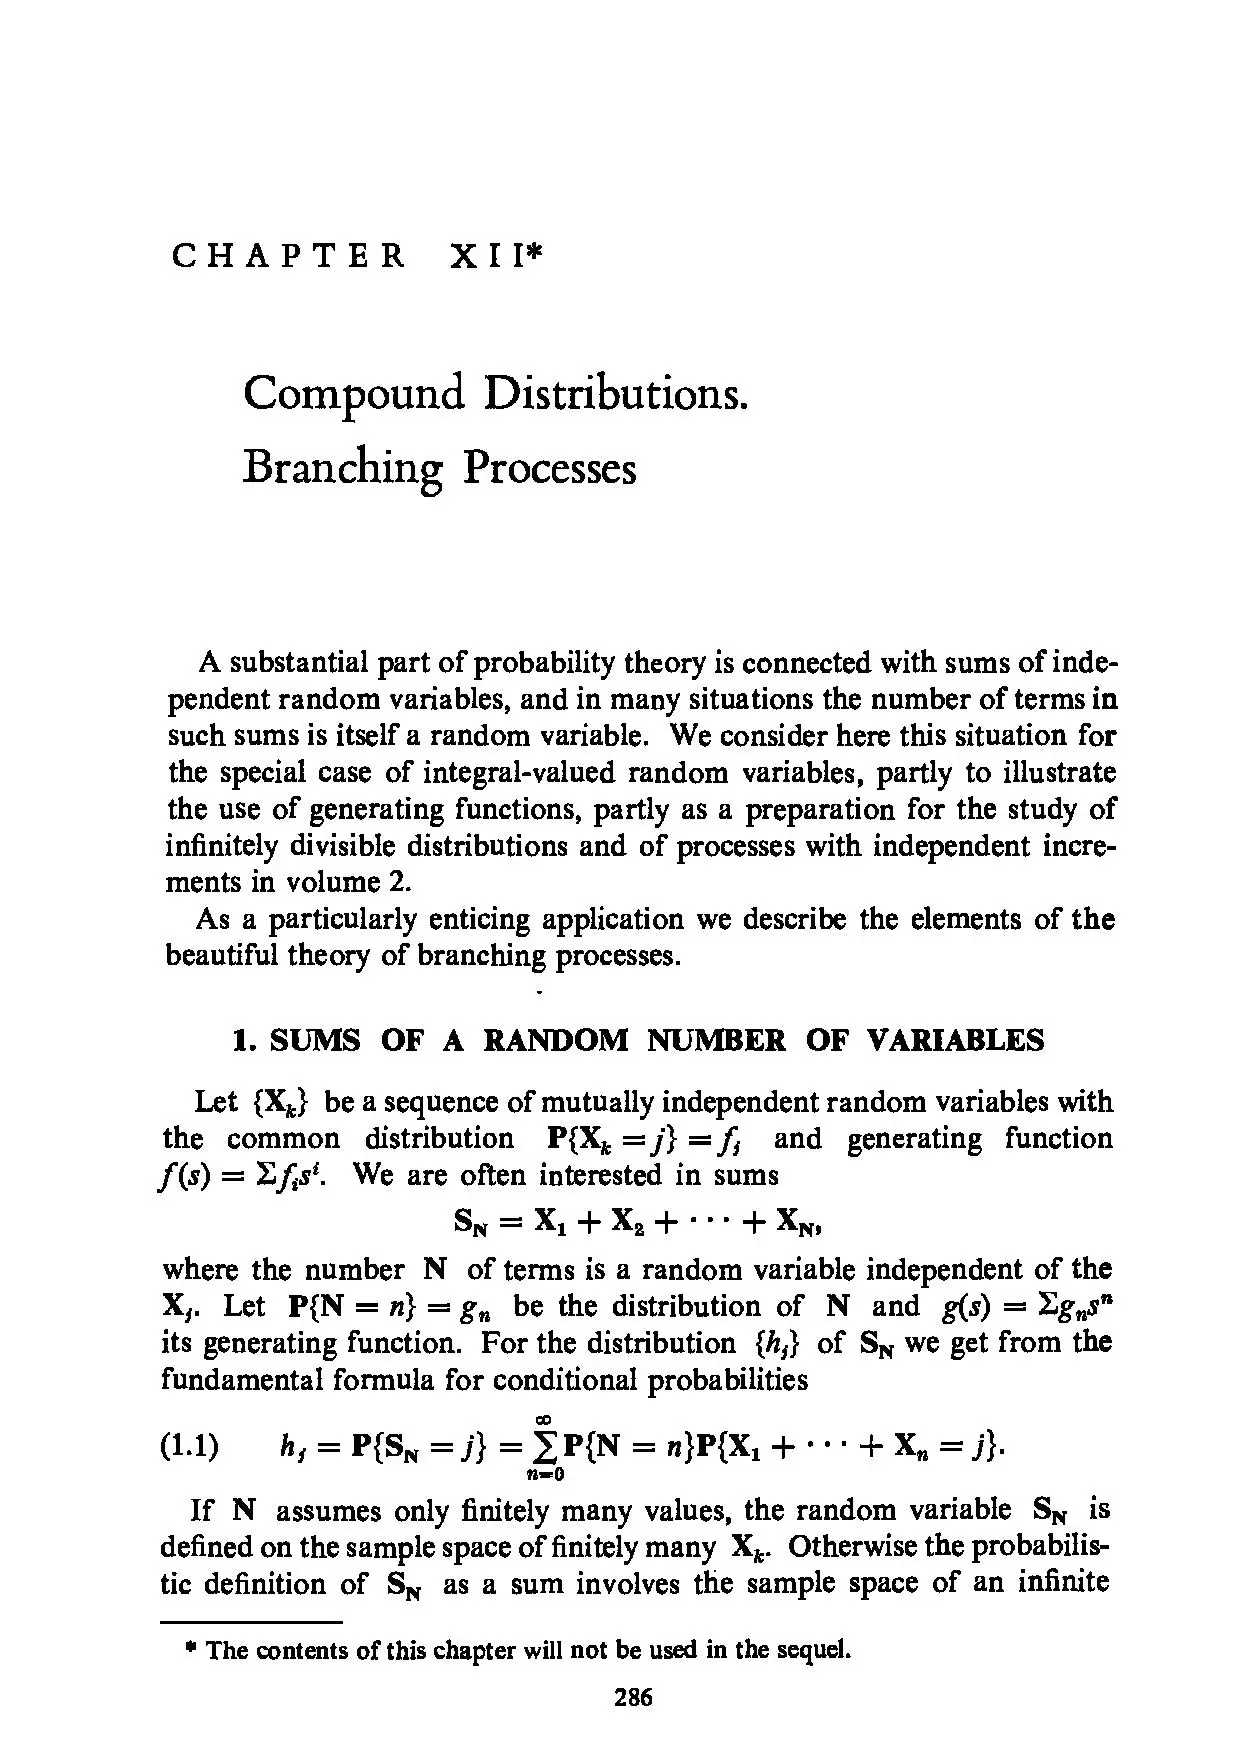 CHAPTER XII*
Compound Distributions.
Branching Processes
A substantial part of probability theory is connected with sums of inde-
pendent random variables, and in many situations the number of terms in
such sums is itself a random variable. We consider here this situation for
the special case of integral-valued random variables, partly to illustrate
the use of generating functions, partly as a preparation for the study of
infinitely divisible distributions and of processes with independent incre-
ments in volume 2.
As a particularly enticing application we describe the elements of the
beautiful theory of branching processes.
1. SUMS OF A RANDOM NUMBER OF VARIABLES
Let {X_k} be a sequence of mutually independent random variables with
the common distribution P{X_k = j} = f_j and generating function
f(s) = Σf_i s^i. We are often interested in sums
S_N = X_1 + X_2 + · · · + X_N,
where the number N of terms is a random variable independent of the
X_j. Let P{N = n} = g_n be the distribution of N and g(s) = Σg_n s^n
its generating function. For the distribution {h_j} of S_N we get from the
fundamental formula for conditional probabilities
(1.1) h_j = P{S_N = j} = ∑_{n=0}^{∞} P{N = n}P{X_1 + · · · + X_n = j}.
If N assumes only finitely many values, the random variable S_N is
defined on the sample space of finitely many X_k. Otherwise the probabilis-
tic definition of S_N as a sum involves the sample space of an infinite
* The contents of this chapter will not be used in the sequel.
286